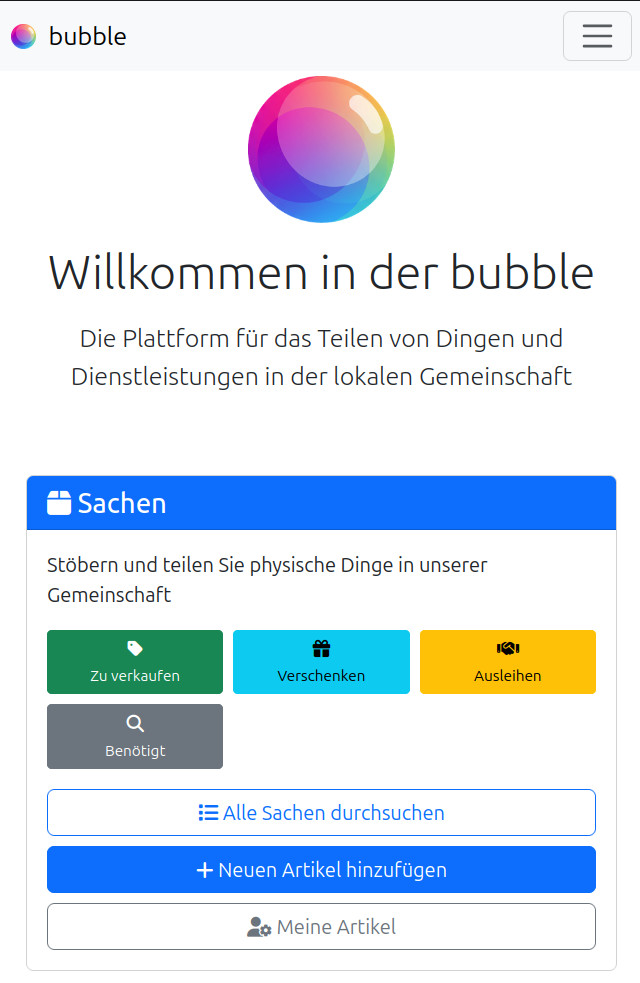 bubble
Willkommen in der bubble
Die Plattform für das Teilen von Dingen und
Dienstleistungen in der lokalen Gemeinschaft
Sachen
Stöbern und teilen Sie physische Dinge in unserer
Gemeinschaft
Zu verkaufen
Verschenken
Ausleihen
Benötigt
Alle Sachen durchsuchen
Neuen Artikel hinzufügen
Meine Artikel